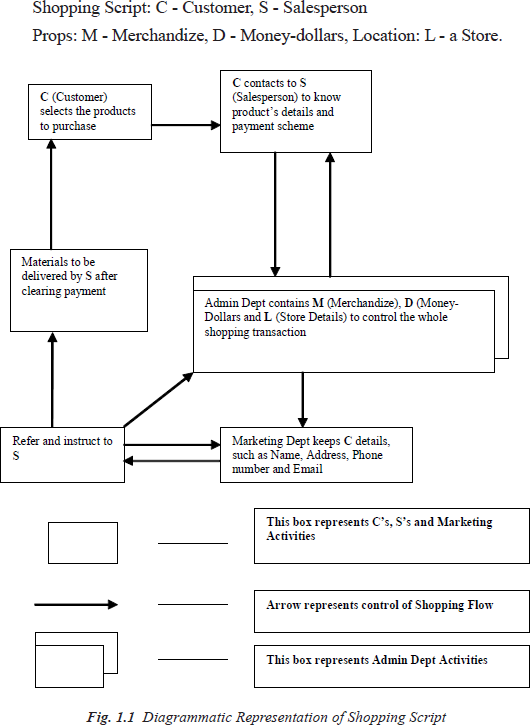 Shopping Script: C - Customer, S - Salesperson
Props: M - Merchandize, D - Money-dollars, Location: L - a Store.
C (Customer)
selects the products
to purchase
C contacts to S
(Salesperson) to know
product's details and
payment scheme
Materials to be
delivered by S after
clearing payment
Admin Dept contains M (Merchandize), D (Money-
Dollars and L (Store Details) to control the whole
shopping transaction
Refer and instruct to
S
Marketing Dept keeps C details,
such as Name, Address, Phone
number and Email
This box represents C's, S's and Marketing
Activities
Arrow represents control of Shopping Flow
This box represents Admin Dept Activities
Fig. 1.1 Diagrammatic Representation of Shopping Script